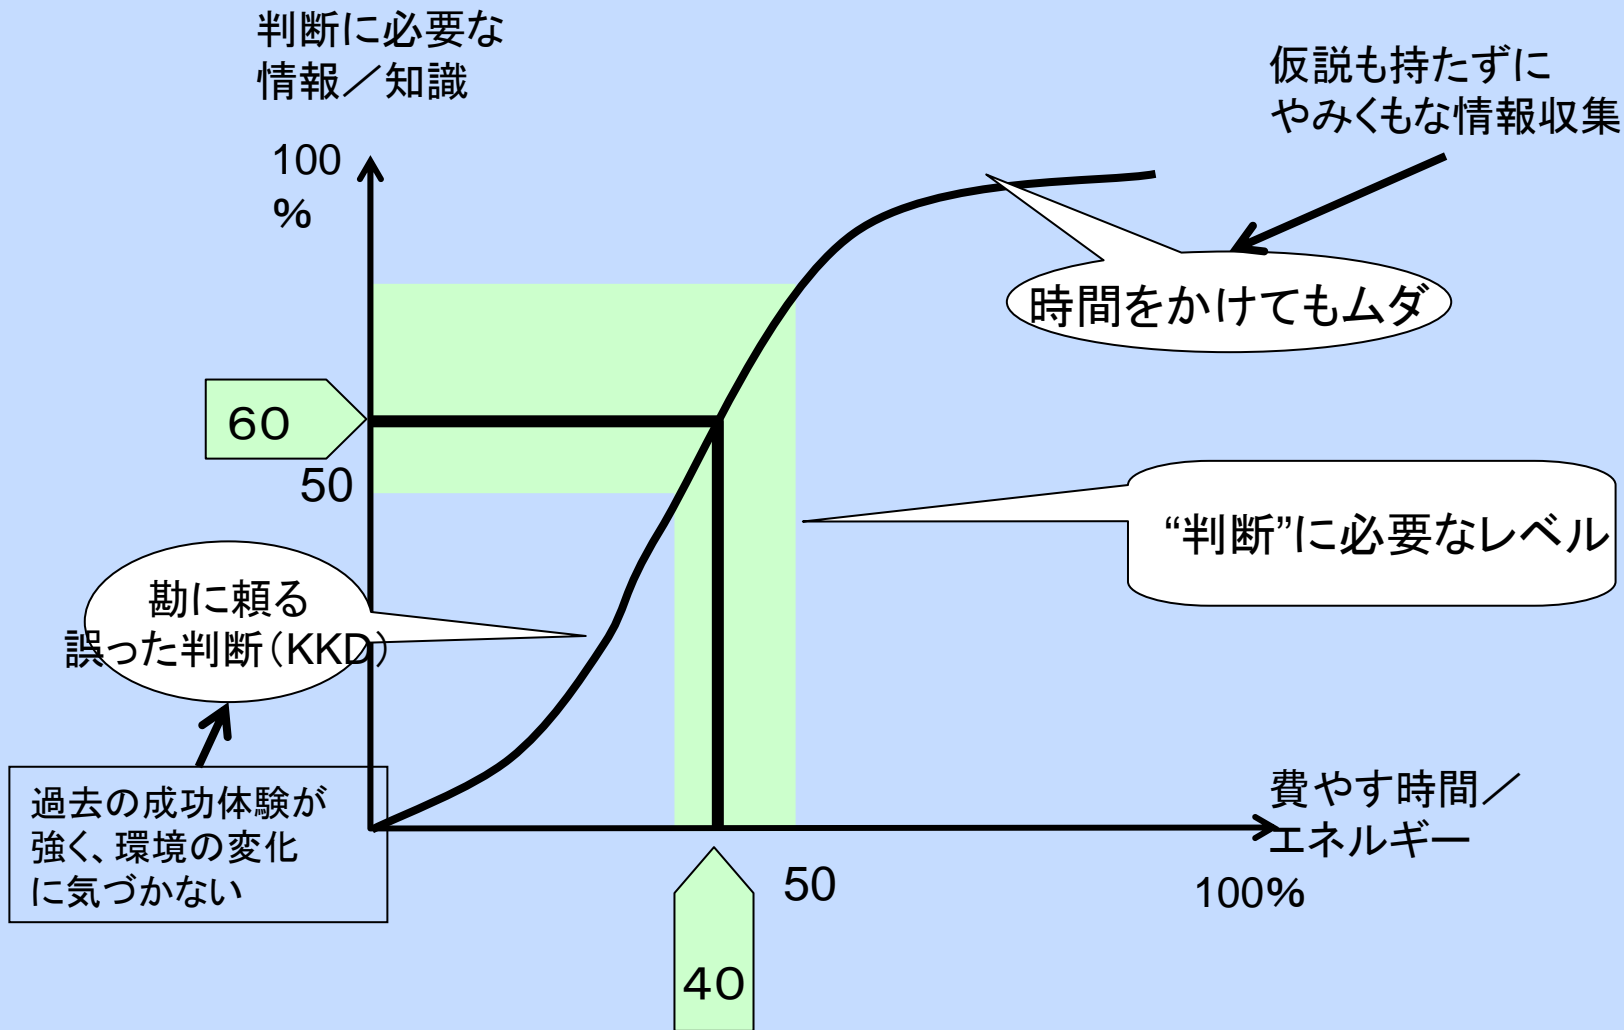 判断に必要な
情報／知識
仮説も持たずに
やみくもな情報収集
100
%
時間をかけてもムダ
６０
50
“判断”に必要なレベル
勘に頼る
誤った判断（KKD）
過去の成功体験が
強く、環境の変化
に気づかない
費やす時間／
エネルギー
50
100%
４０